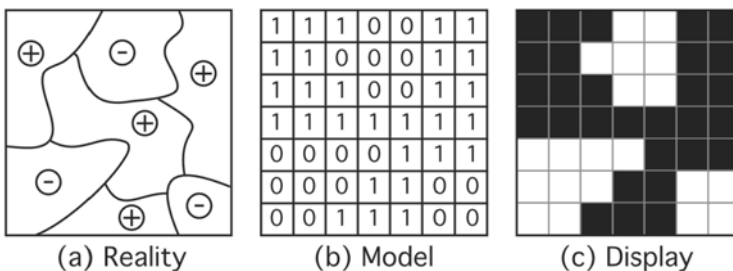 1 1 1 0 0 1 1
1 1 0 0 0 1 1
1 1 1 0 0 1 1
1 1 1 1 1 1 1
0 0 0 0 1 1 1
0 0 0 1 1 0 0
0 0 1 1 1 0 0
(a) Reality (b) Model (c) Display